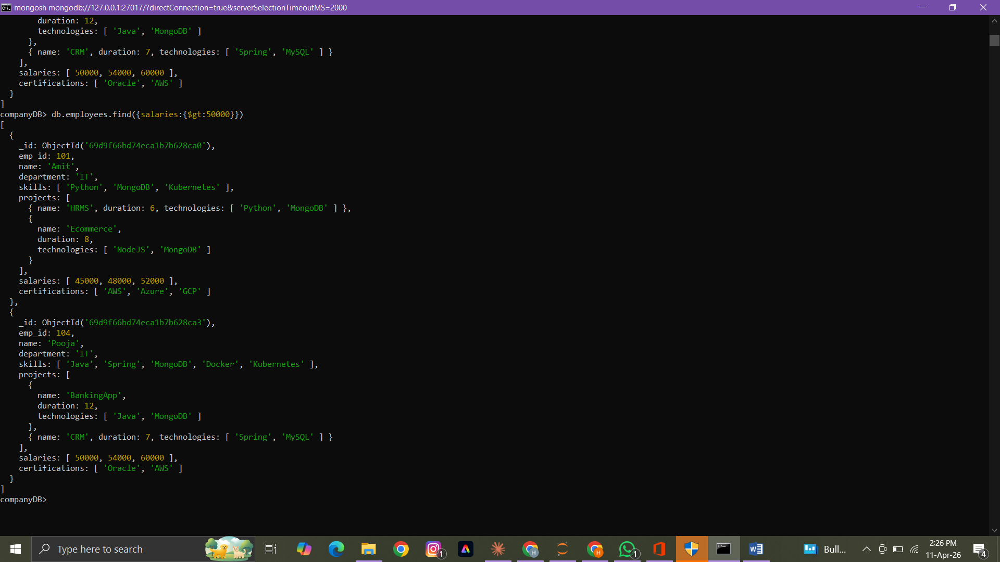 mongosh mongodb://127.0.0.1:27017/?directConnection=true&serverSelectionTimeoutMS=2000
        duration: 12,
        technologies: [ 'Java', 'MongoDB' ]
      },
      { name: 'CRM', duration: 7, technologies: [ 'Spring', 'MySQL' ] }
    ],
    salaries: [ 50000, 54000, 60000 ],
    certifications: [ 'Oracle', 'AWS' ]
  }
]
companyDB> db.employees.find({salaries:{$gt:50000}})
[
  {
    _id: ObjectId('69d9f66bd74eca1b7b628ca0'),
    emp_id: 101,
    name: 'Amit',
    department: 'IT',
    skills: [ 'Python', 'MongoDB', 'Kubernetes' ],
    projects: [
      { name: 'HRMS', duration: 6, technologies: [ 'Python', 'MongoDB' ] },
      {
        name: 'Ecommerce',
        duration: 8,
        technologies: [ 'NodeJS', 'MongoDB' ]
      }
    ],
    salaries: [ 45000, 48000, 52000 ],
    certifications: [ 'AWS', 'Azure', 'GCP' ]
  },
  {
    _id: ObjectId('69d9f66bd74eca1b7b628ca3'),
    emp_id: 104,
    name: 'Pooja',
    department: 'IT',
    skills: [ 'Java', 'Spring', 'MongoDB', 'Docker', 'Kubernetes' ],
    projects: [
      {
        name: 'BankingApp',
        duration: 12,
        technologies: [ 'Java', 'MongoDB' ]
      },
      { name: 'CRM', duration: 7, technologies: [ 'Spring', 'MySQL' ] }
    ],
    salaries: [ 50000, 54000, 60000 ],
    certifications: [ 'Oracle', 'AWS' ]
  }
]
companyDB>
Type here to search
1
H
H
1
W
Bull...
2:26 PM
11-Apr-26
4